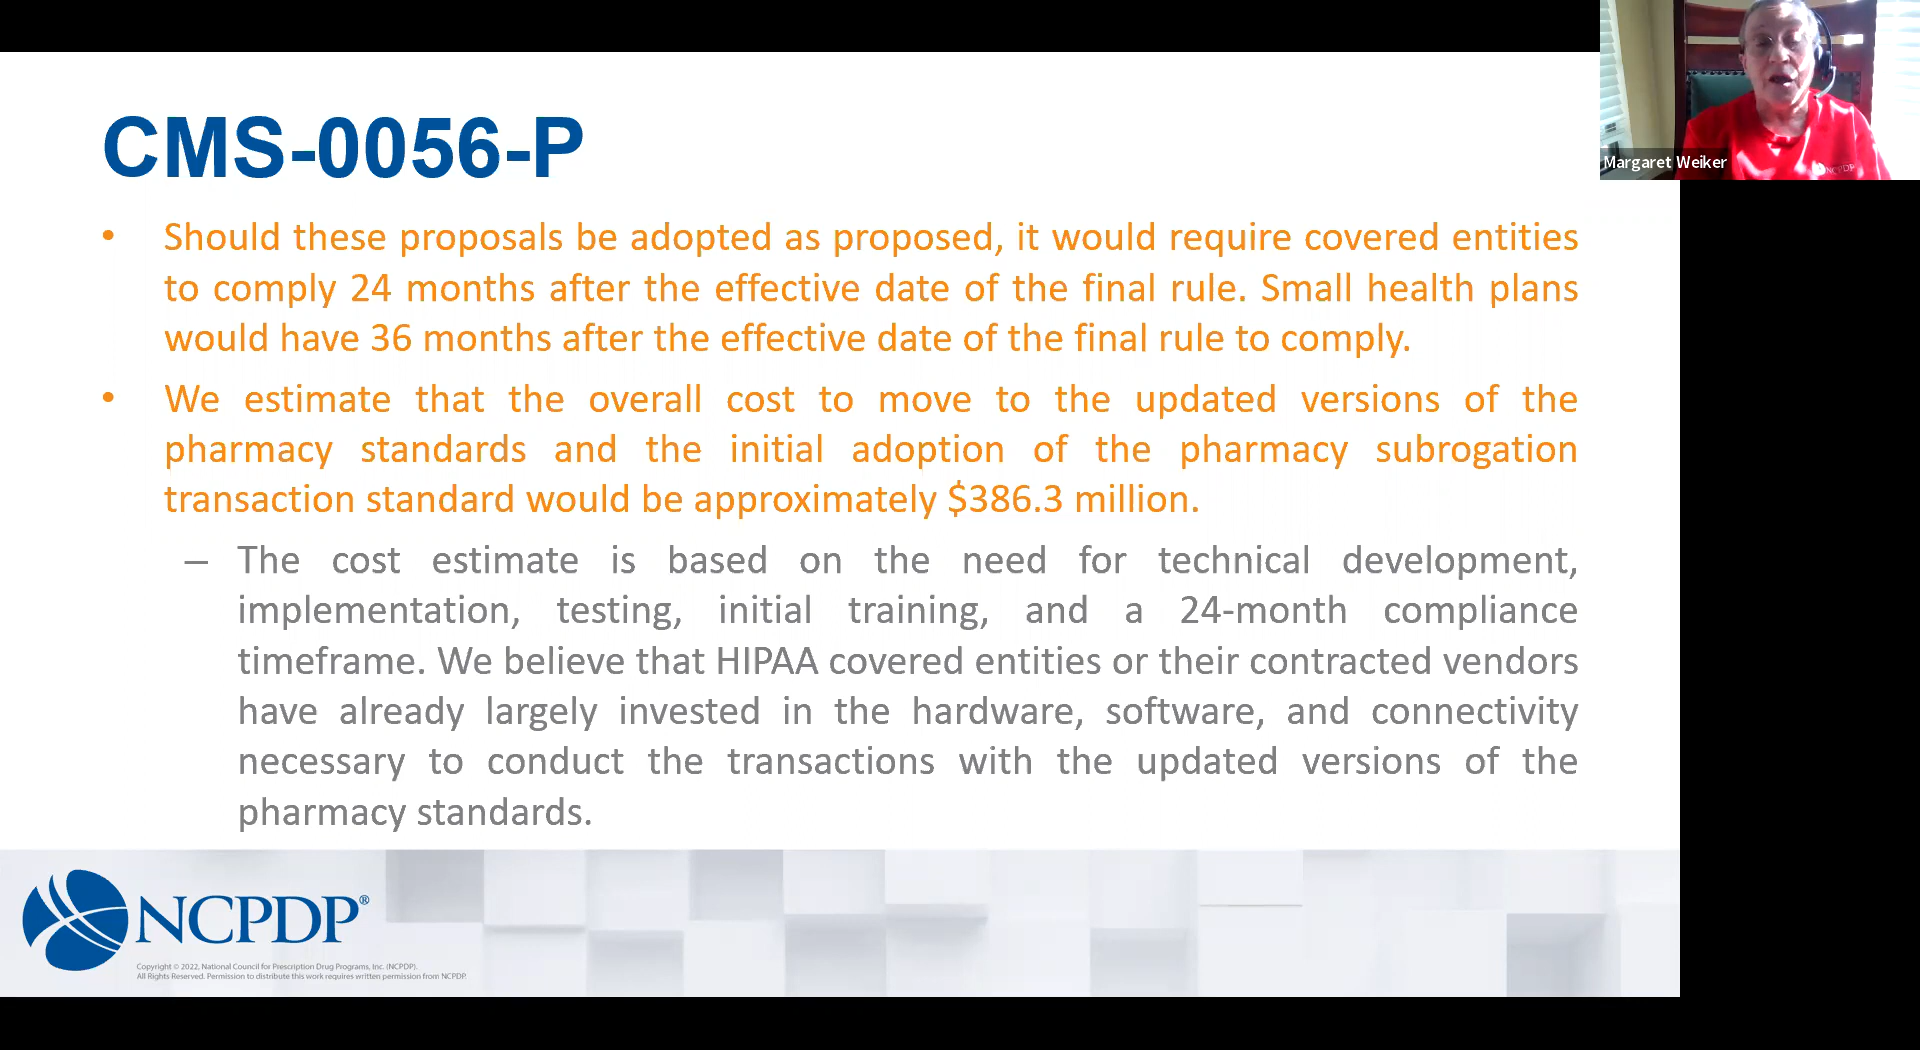 CMS-0056-P
• Should these proposals be adopted as proposed, it would require covered entities
to comply 24 months after the effective date of the final rule. Small health plans
would have 36 months after the effective date of the final rule to comply.
• We estimate that the overall cost to move to the updated versions of the
pharmacy standards and the initial adoption of the pharmacy subrogation
transaction standard would be approximately $386.3 million.
– The cost estimate is based on the need for technical development,
implementation, testing, initial training, and a 24-month compliance
timeframe. We believe that HIPAA covered entities or their contracted vendors
have already largely invested in the hardware, software, and connectivity
necessary to conduct the transactions with the updated versions of the
pharmacy standards.
NCPDP®
Copyright © 2022, National Council for Prescription Drug Programs, Inc. (NCPDP).
All Rights Reserved. Permission to distribute this work requires written permission from NCPDP.
Margaret Weiker
NCPDP